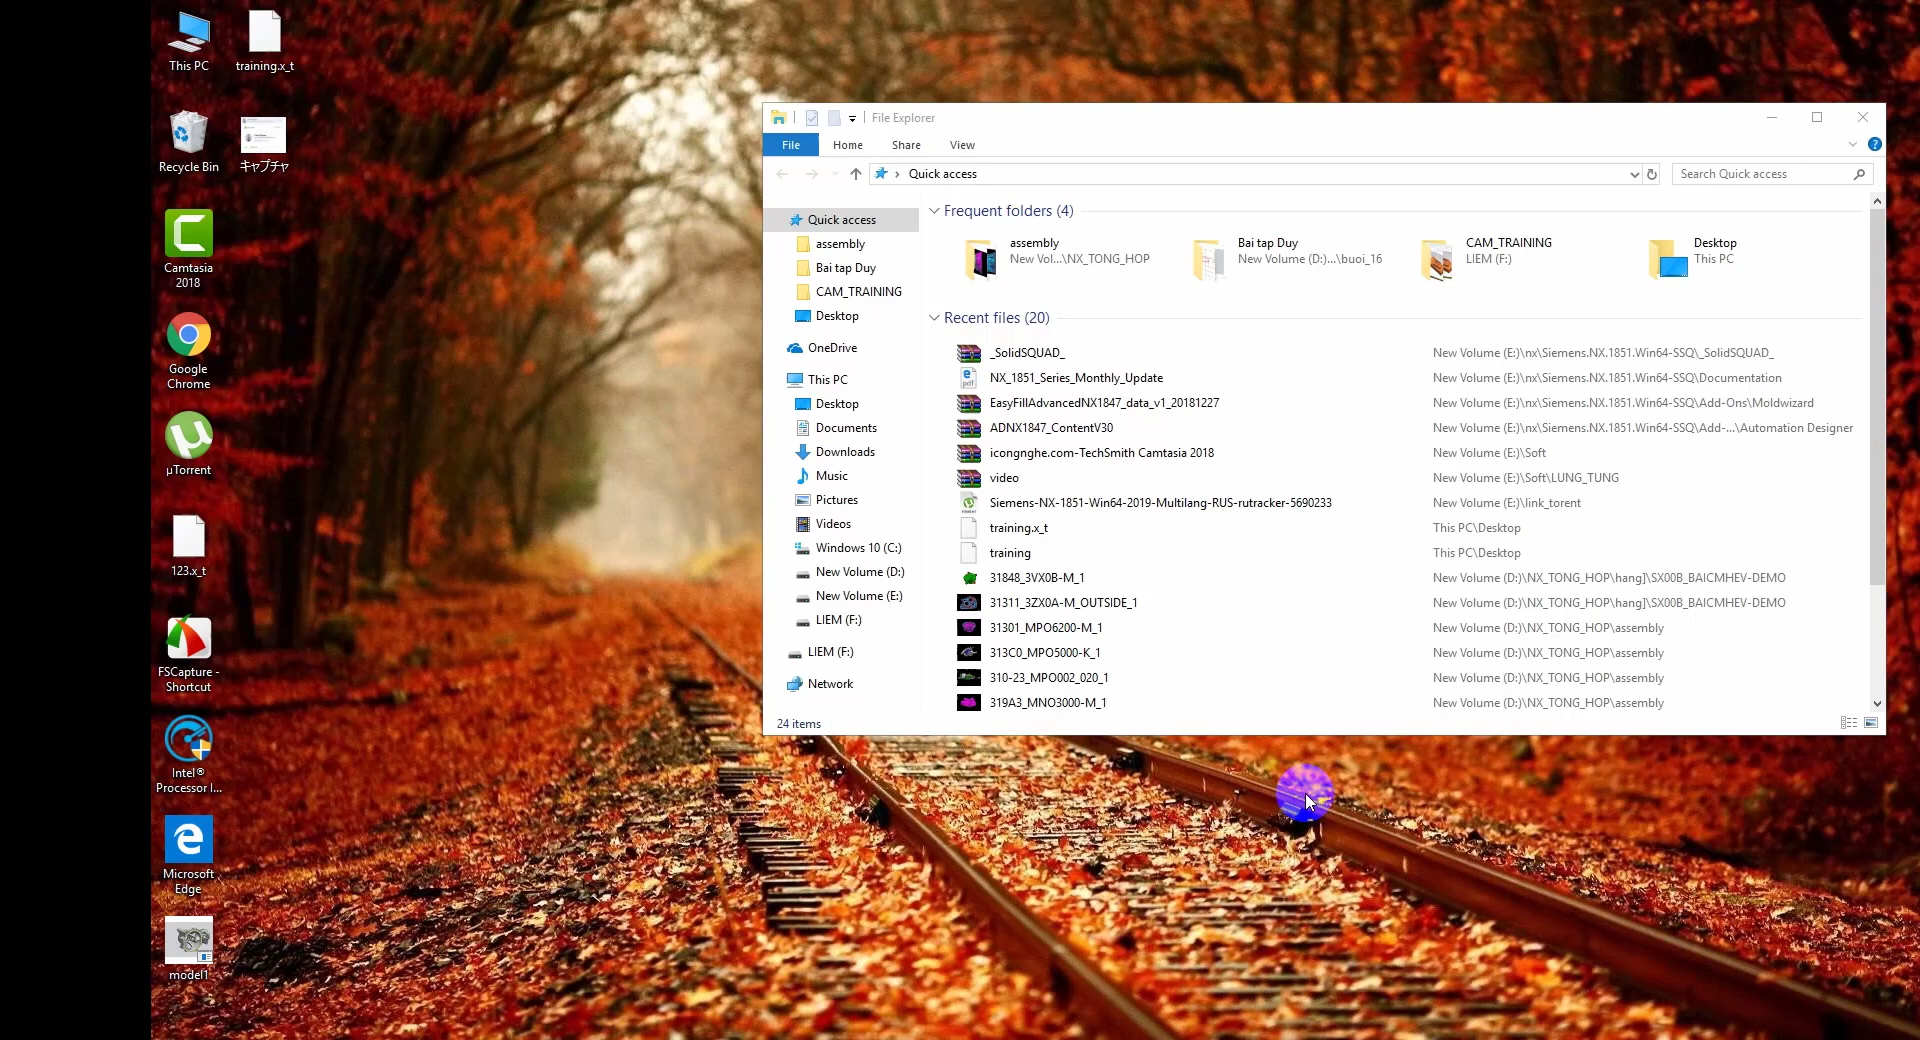 This PC
training.x_t
Recycle Bin
キャプチャ
Camtasia
2018
Google
Chrome
µTorrent
123.x_t
FSCapture -
Shortcut
Intel®
Processor I...
Microsoft
Edge
model1
File Explorer
File
Home
Share
View
Quick access
Search Quick access
Quick access
assembly
Bai tap Duy
CAM_TRAINING
Desktop
OneDrive
This PC
Desktop
Documents
Downloads
Music
Pictures
Videos
Windows 10 (C:)
New Volume (D:)
New Volume (E:)
LIEM (F:)
LIEM (F:)
Network
Frequent folders (4)
assembly
New Vol...\NX_TONG_HOP
Bai tap Duy
New Volume (D:)...\buoi_16
CAM_TRAINING
LIEM (F:)
Desktop
This PC
Recent files (20)
_SolidSQUAD_ New Volume (E:)\nx\Siemens.NX.1851.Win64-SSQ\_SolidSQUAD_
NX_1851_Series_Monthly_Update New Volume (E:)\nx\Siemens.NX.1851.Win64-SSQ\Documentation
EasyFillAdvancedNX1847_data_v1_20181227 New Volume (E:)\nx\Siemens.NX.1851.Win64-SSQ\Add-Ons\Moldwizard
ADNX1847_ContentV30 New Volume (E:)\nx\Siemens.NX.1851.Win64-SSQ\Add-...\Automation Designer
icongnghe.com-TechSmith Camtasia 2018 New Volume (E:)\Soft
video New Volume (E:)\Soft\LUNG_TUNG
Siemens-NX-1851-Win64-2019-Multilang-RUS-rutracker-5690233 New Volume (E:)\link_torent
training.x_t This PC\Desktop
training This PC\Desktop
31848_3VX0B-M_1 New Volume (D:)\NX_TONG_HOP\hang]\SX00B_BAICMHEV-DEMO
31311_3ZX0A-M_OUTSIDE_1 New Volume (D:)\NX_TONG_HOP\hang]\SX00B_BAICMHEV-DEMO
31301_MPO6200-M_1 New Volume (D:)\NX_TONG_HOP\assembly
313C0_MPO5000-K_1 New Volume (D:)\NX_TONG_HOP\assembly
310-23_MPO002_020_1 New Volume (D:)\NX_TONG_HOP\assembly
319A3_MNO3000-M_1 New Volume (D:)\NX_TONG_HOP\assembly
24 items